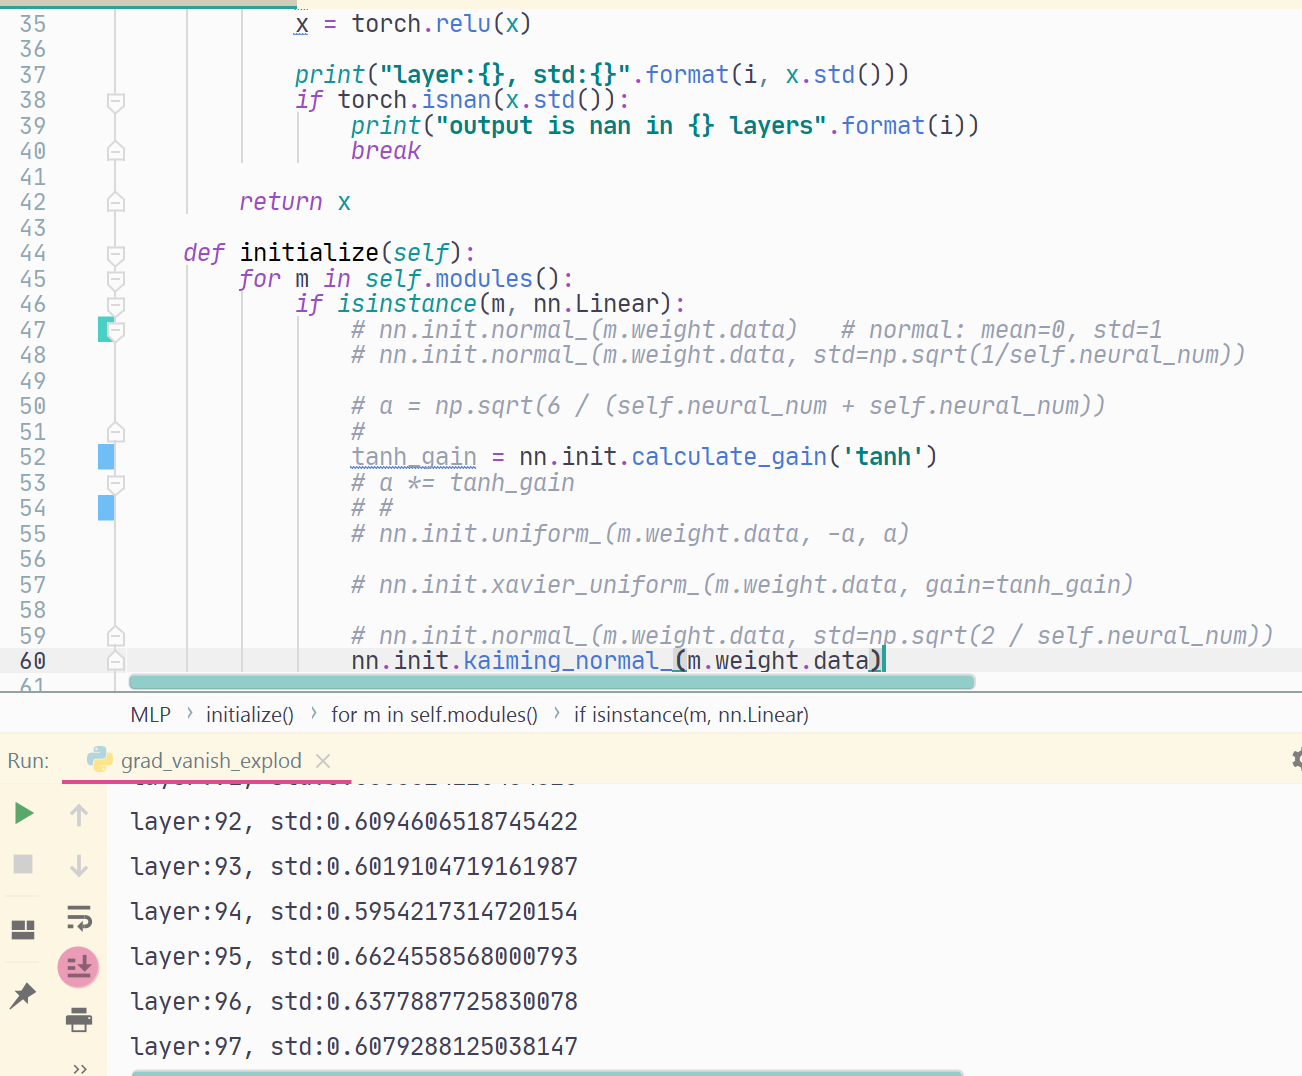 35 x = torch.relu(x)
36
37 print("layer:{}, std:{}".format(i, x.std()))
38 if torch.isnan(x.std()):
39 print("output is nan in {} layers".format(i))
40 break
41
42 return x
43
44 def initialize(self):
45 for m in self.modules():
46 if isinstance(m, nn.Linear):
47 # nn.init.normal_(m.weight.data)   # normal: mean=0, std=1
48 # nn.init.normal_(m.weight.data, std=np.sqrt(1/self.neural_num))
49
50 # a = np.sqrt(6 / (self.neural_num + self.neural_num))
51 #
52 tanh_gain = nn.init.calculate_gain('tanh')
53 # a *= tanh_gain
54 # #
55 # nn.init.uniform_(m.weight.data, -a, a)
56
57 # nn.init.xavier_uniform_(m.weight.data, gain=tanh_gain)
58
59 # nn.init.normal_(m.weight.data, std=np.sqrt(2 / self.neural_num))
60 nn.init.kaiming_normal_(m.weight.data)
61
MLP › initialize() › for m in self.modules() › if isinstance(m, nn.Linear)
Run: grad_vanish_explod
layer:92, std:0.6094606518745422
layer:93, std:0.6019104719161987
layer:94, std:0.5954217314720154
layer:95, std:0.6624558568000793
layer:96, std:0.6377887725830078
layer:97, std:0.6079288125038147